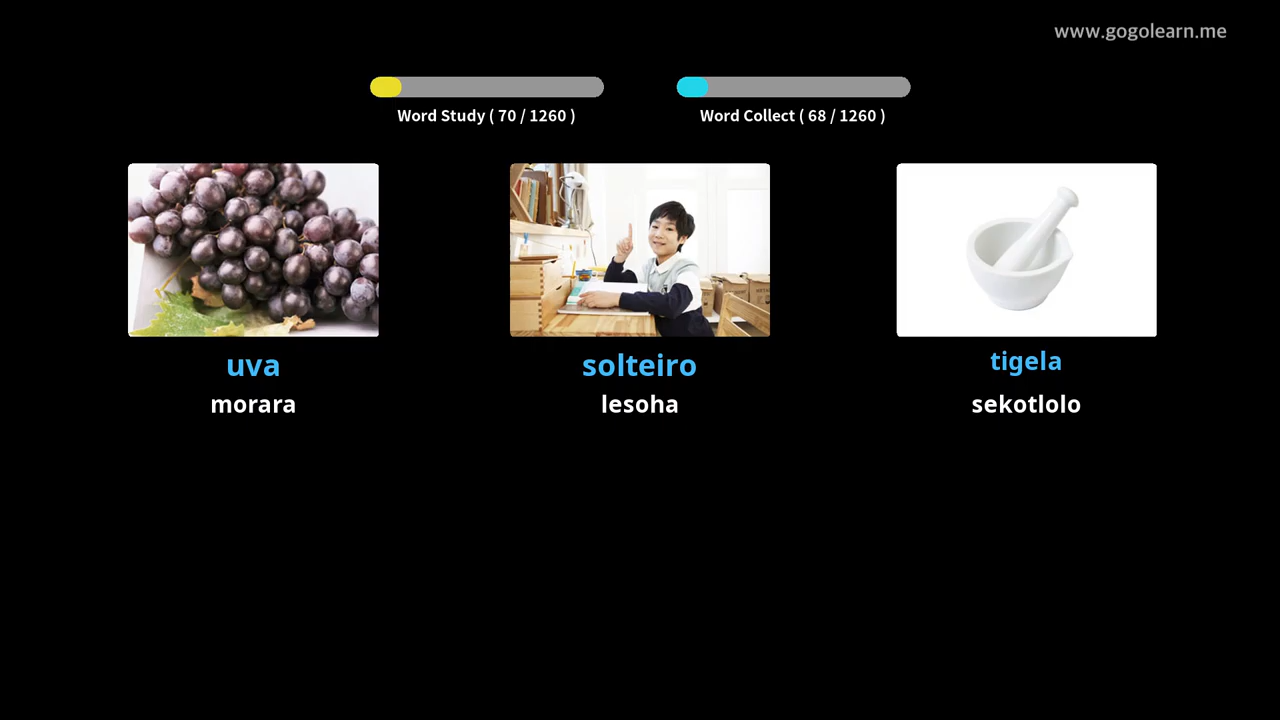 www.gogolearn.me
Word Study ( 70 / 1260 )
Word Collect ( 68 / 1260 )
uva
morara
solteiro
lesoha
tigela
sekotlolo